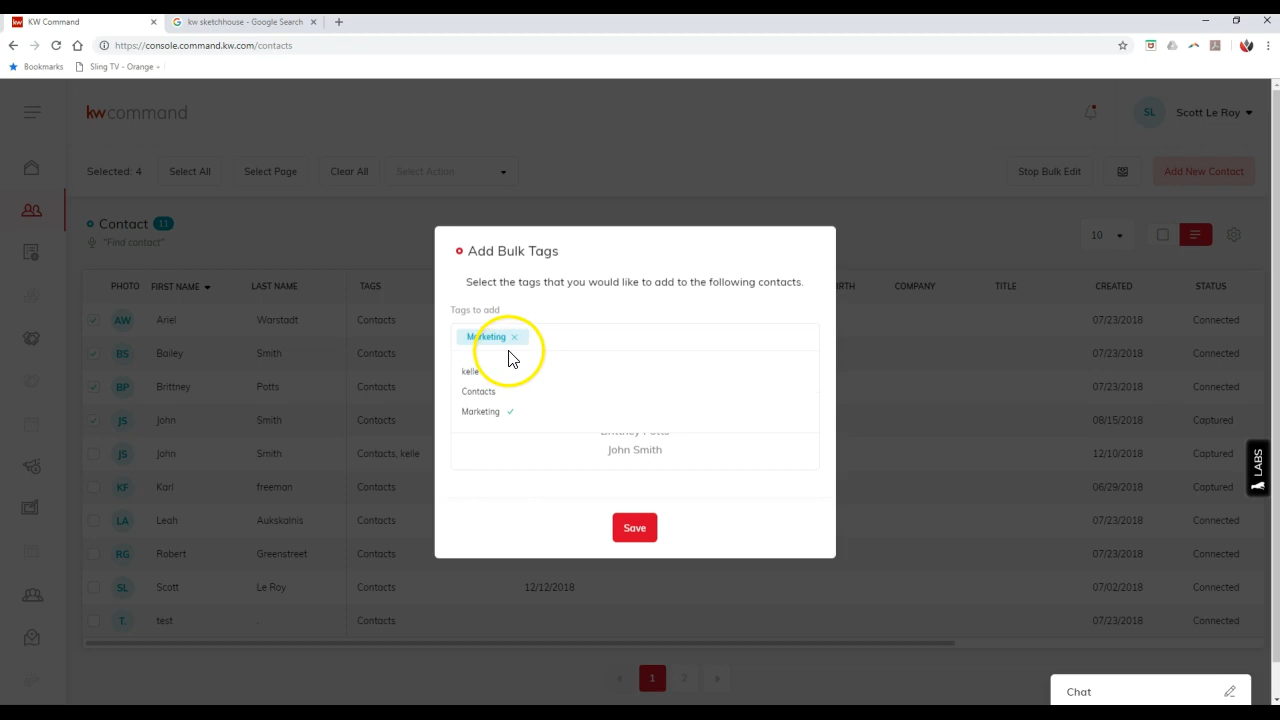 KW Command
kw sketchhouse - Google Search
https://console.command.kw.com/contacts
Bookmarks
Sling TV - Orange +
kwcommand
SL
Scott Le Roy
Selected: 4
Select All
Select Page
Clear All
Select Action
Stop Bulk Edit
Add New Contact
Contact 11
"Find contact"
10
PHOTO FIRST NAME LAST NAME TAGS BIRTH COMPANY TITLE CREATED STATUS
AW Ariel Warstadt Contacts 07/23/2018 Connected
BS Bailey Smith Contacts 07/23/2018 Connected
BP Brittney Potts Contacts 07/23/2018 Connected
JS John Smith Contacts 08/15/2018 Captured
JS John Smith Contacts, kelle 12/10/2018 Captured
KF Karl freeman Contacts 06/29/2018 Captured
LA Leah Aukskalnis Contacts 07/23/2018 Connected
RG Robert Greenstreet Contacts 07/23/2018 Connected
SL Scott Le Roy Contacts 12/12/2018 07/02/2018 Connected
T. test . Contacts 07/23/2018 Connected
Add Bulk Tags
Select the tags that you would like to add to the following contacts.
Tags to add
Marketing
kelle
Contacts
Marketing
Brittney Potts
John Smith
Save
LABS
« 1 2 »
Chat